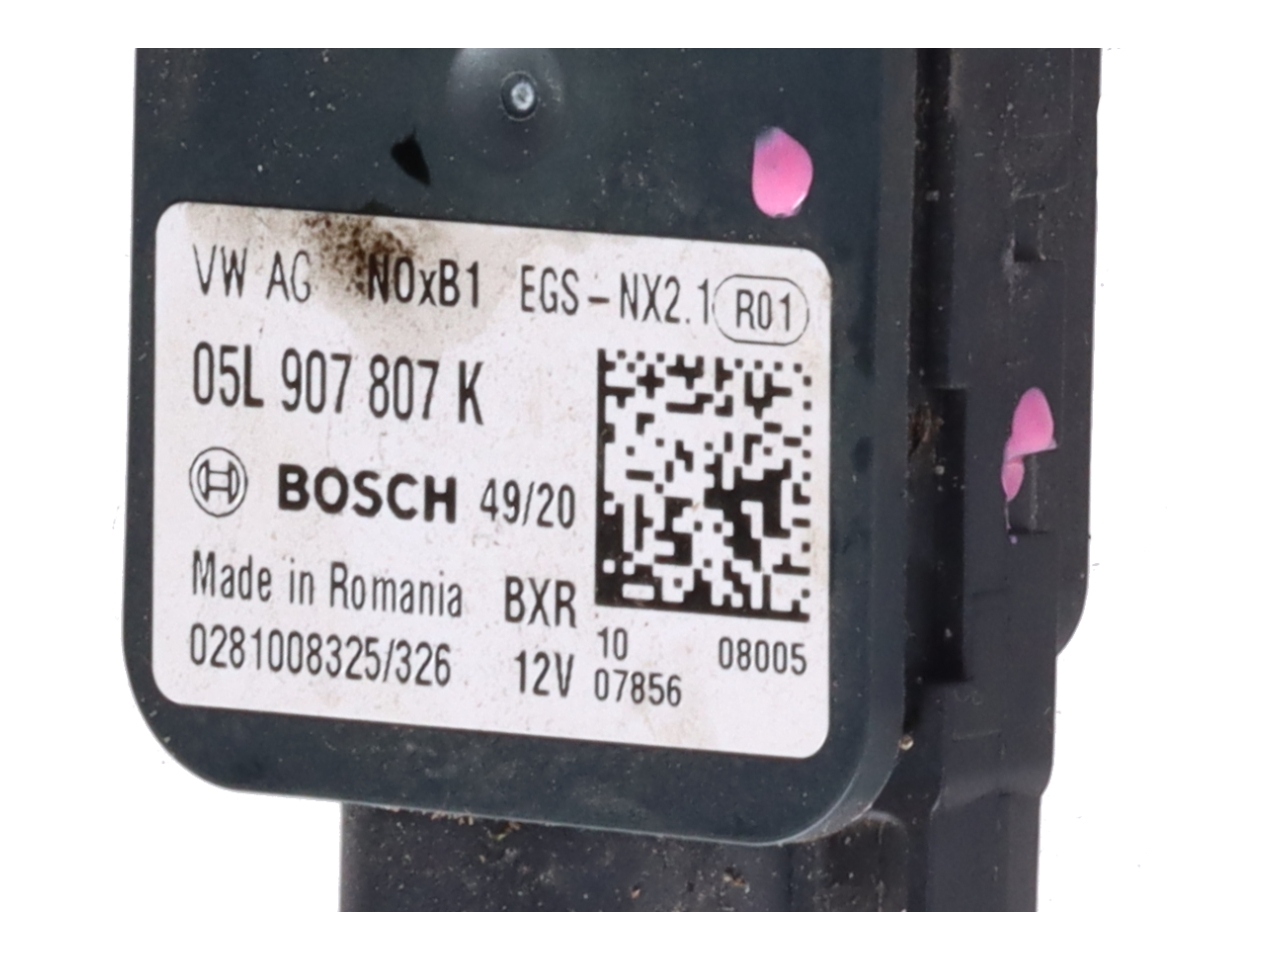 VW AG NOxB1 EGS-NX2.1 R01
05L 907 807 K
BOSCH 49/20
Made in Romania BXR
0281008325/326 12V
10 08005
07856